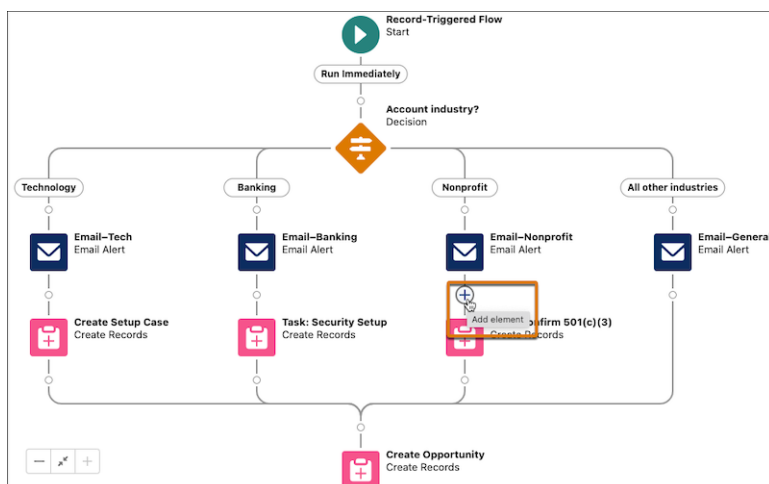 Record-Triggered Flow
Start
Run Immediately
Account industry?
Decision
Technology
Banking
Nonprofit
All other industries
Email–Tech
Email Alert
Email–Banking
Email Alert
Email–Nonprofit
Email Alert
Email–General
Email Alert
Add element
Create Setup Case
Create Records
Task: Security Setup
Create Records
501(c)(3)
Create Records
Create Opportunity
Create Records